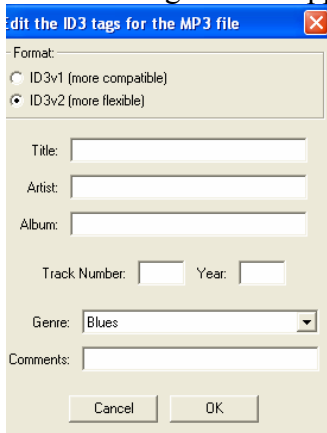 Edit the ID3 tags for the MP3 file
Format:
ID3v1 (more compatible)
ID3v2 (more flexible)
Title:
Artist:
Album:
Track Number: Year:
Genre: Blues
Comments:
Cancel OK